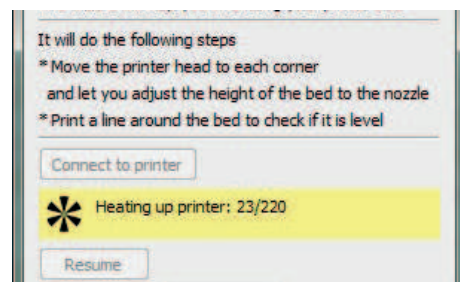 It will do the following steps
* Move the printer head to each corner
and let you adjust the height of the bed to the nozzle
* Print a line around the bed to check if it is level
Connect to printer
Heating up printer: 23/220
Resume